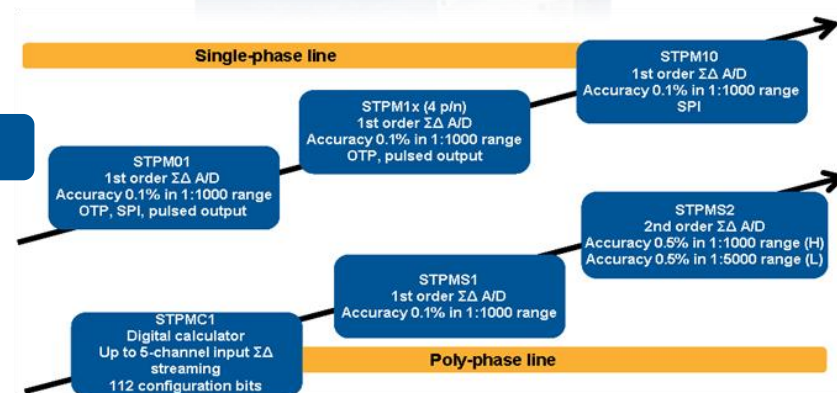 Single-phase line
STPM10
1st order ΣΔ A/D
Accuracy 0.1% in 1:1000 range
SPI
STPM1x (4 p/n)
1st order ΣΔ A/D
Accuracy 0.1% in 1:1000 range
OTP, pulsed output
STPM01
1st order ΣΔ A/D
Accuracy 0.1% in 1:1000 range
OTP, SPI, pulsed output
STPMS2
2nd order ΣΔ A/D
Accuracy 0.5% in 1:1000 range (H)
Accuracy 0.5% in 1:5000 range (L)
STPMS1
1st order ΣΔ A/D
Accuracy 0.1% in 1:1000 range
STPMC1
Digital calculator
Up to 5-channel input ΣΔ
streaming
112 configuration bits
Poly-phase line